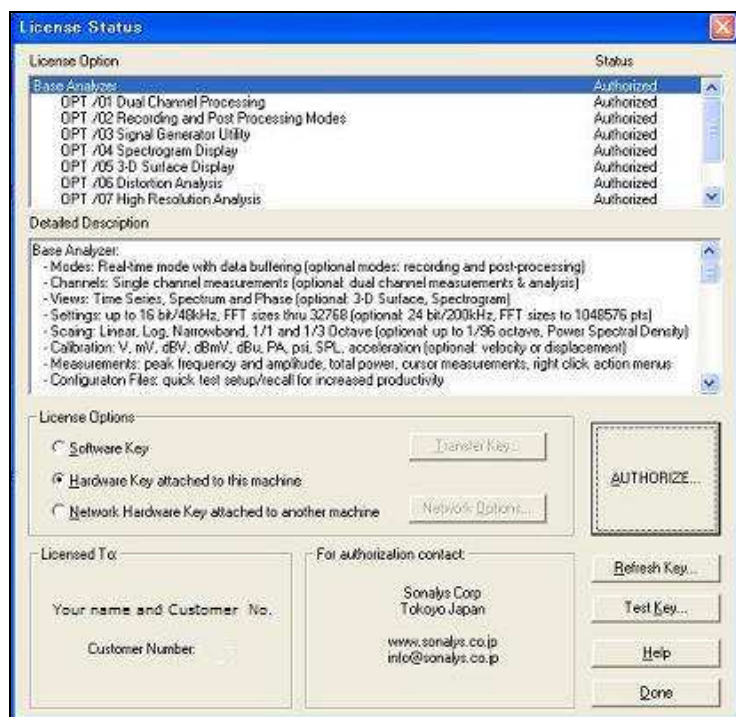 License Status
License Option Status
Base Analyzer Authorized
OPT /01 Dual Channel Processing Authorized
OPT /02 Recording and Post Processing Modes Authorized
OPT /03 Signal Generator Utility Authorized
OPT /04 Spectrogram Display Authorized
OPT /05 3-D Surface Display Authorized
OPT /06 Distortion Analysis Authorized
OPT /07 High Resolution Analysis Authorized
Detailed Description
Base Analyzer:
- Modes: Real-time mode with data buffering (optional modes: recording and post-processing)
- Channels: Single channel measurements (optional: dual channel measurements & analysis)
- Views: Time Series, Spectrum and Phase (optional: 3-D Surface, Spectrogram)
- Settings: up to 16 bit/48kHz, FFT sizes thru 32768 (optional: 24 bit/200kHz, FFT sizes to 1048576 pts)
- Scaing: Linear, Log, Narrowband, 1/1 and 1/3 Octave (optional: up to 1/96 octave, Power Spectral Density)
- Calibration: V, mV, dBV, dBmV, dBu, PA, psi, SPL, acceleration (optional: velocity or displacement)
- Measurements: peak frequency and amplitude, total power, cursor measurements, right click action menus
- Configuraton Files: quick test setup/recall for increased productivity
License Options
Software Key Transfer Key...
Hardware Key attached to this machine
AUTHORIZE...
Network Hardware Key attached to another machine Network Options...
Licensed To:
Your name and Customer No.
Customer Number:
For authorization contact:
Sonalys Corp
Tokoyo Japan
www.sonalys.co.jp
info@sonalys.co.jp
Refresh Key...
Test Key...
Help
Done